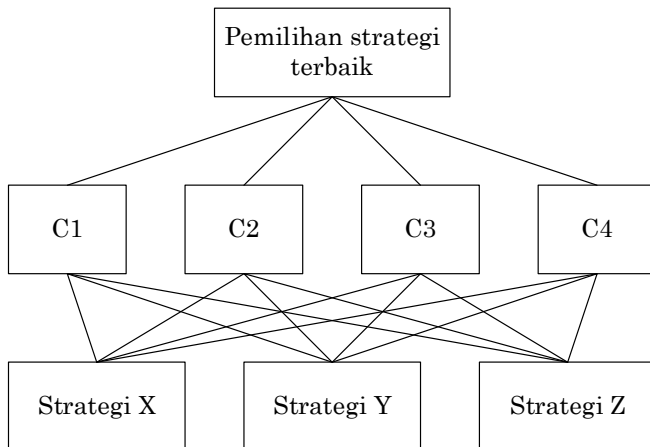 Pemilihan strategi
terbaik
C1
C2
C3
C4
Strategi X
Strategi Y
Strategi Z